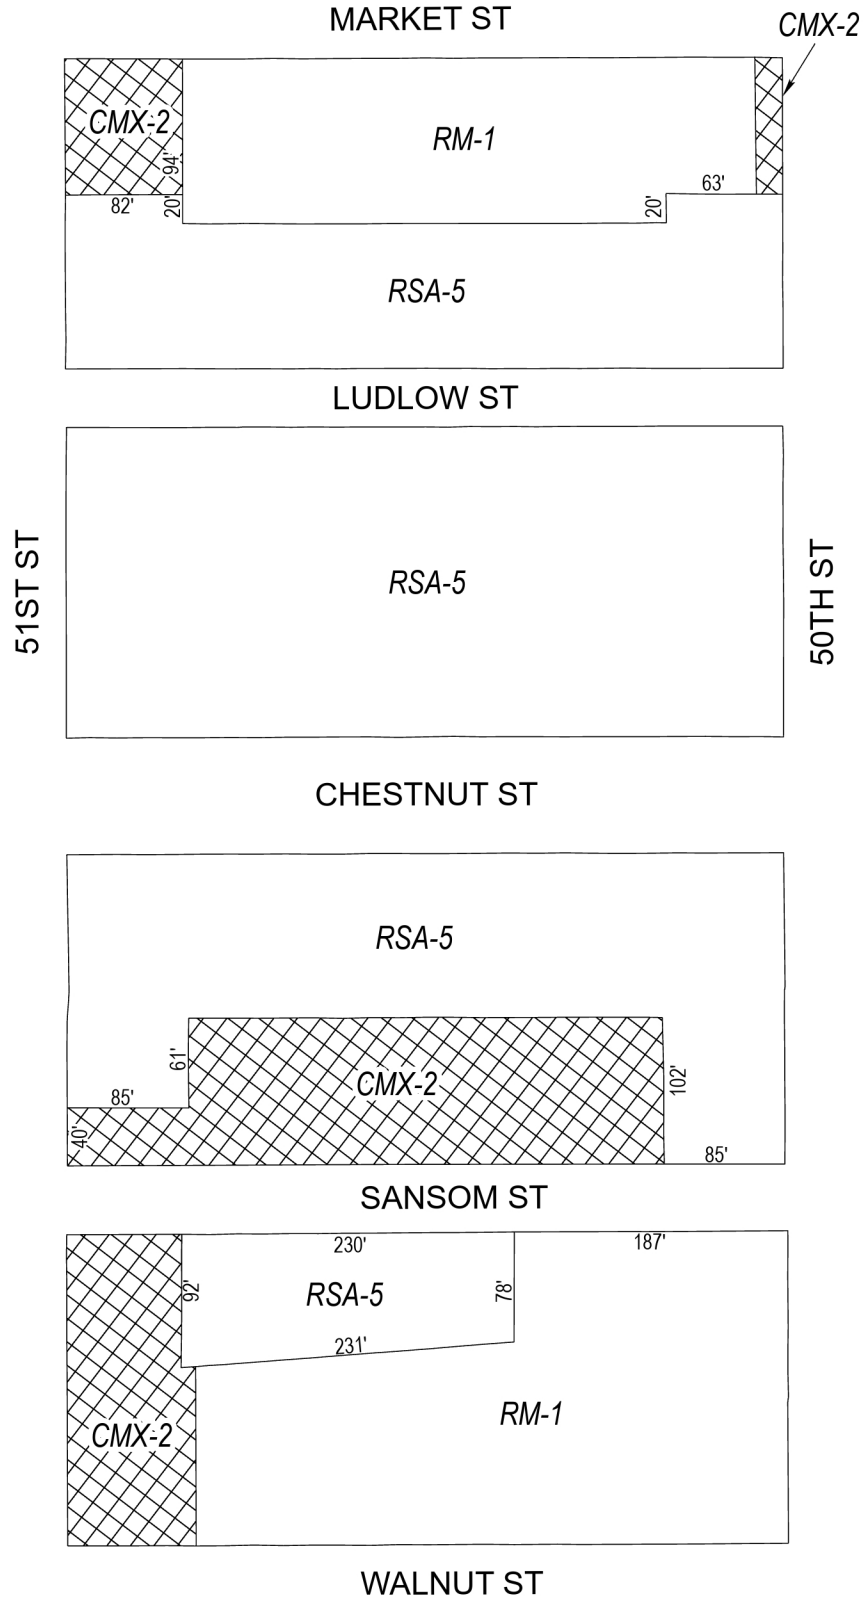 MARKET ST
CMX-2
CMX-2
RM-1
94'
63'
82'
20'
20'
RSA-5
LUDLOW ST
51ST ST
RSA-5
50TH ST
CHESTNUT ST
RSA-5
61'
CMX-2
102'
85'
40'
85'
SANSOM ST
230'
187'
92'
RSA-5
78'
231'
CMX-2
RM-1
WALNUT ST